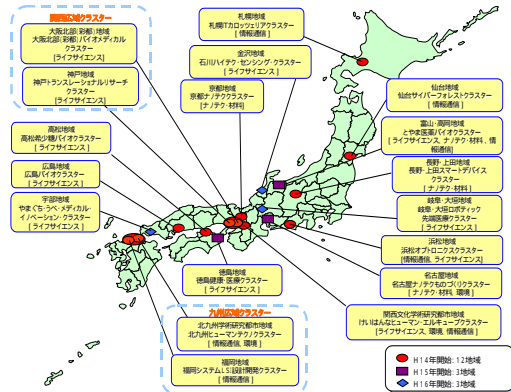 関西広域クラスター
大阪北部(彩都)地域
大阪北部(彩都)バイオメディカル
クラスター
[ライフサイエンス]
神戸地域
神戸トランスレーショナルリサーチ
クラスター
[ライフサイエンス]
高松地域
高松希少糖バイオクラスター
[ライフサイエンス]
広島地域
広島バイオクラスター
[ライフサイエンス]
宇部地域
やまぐち・ウベ・メディカル・
イノベーション・クラスター
[ライフサイエンス]
札幌地域
札幌ITカロッツェリアクラスター
[情報通信]
金沢地域
石川ハイテク・センシング・クラスター
[ライフサイエンス]
京都地域
京都ナノテククラスター
[ナノテク・材料]
仙台地域
仙台サイバーフォレストクラスター
[情報通信]
富山・高岡地域
とやま医薬バイオクラスター
[ライフサイエンス、ナノテク・材料、情
報通信]
長野・上田地域
長野・上田スマートデバイス
クラスター
[ナノテク・材料]
岐阜・大垣地域
岐阜・大垣ロボティック
先端医療クラスター
[ライフサイエンス]
浜松地域
浜松オプトロニクスクラスター
[情報通信、ライフサイエンス]
名古屋地域
名古屋ナノテクものづくりクラスター
[ナノテク・材料、環境]
関西文化学術研究都市地域
けいはんなヒューマン・エルキューブクラスター
[ライフサイエンス、環境、情報通信]
徳島地域
徳島健康・医療クラスター
[ライフサイエンス]
九州広域クラスター
北九州学術研究都市地域
北九州ヒューマンテクノクラスター
[情報通信、環境]
福岡地域
福岡システムLSI設計開発クラスター
[情報通信]
H14年開始:12地域
H15年開始:3地域
H16年開始:3地域